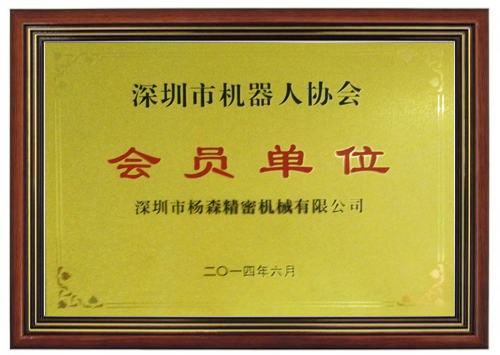 深圳市机器人协会
会员单位
深圳市杨森精密机械有限公司
二〇一四年六月